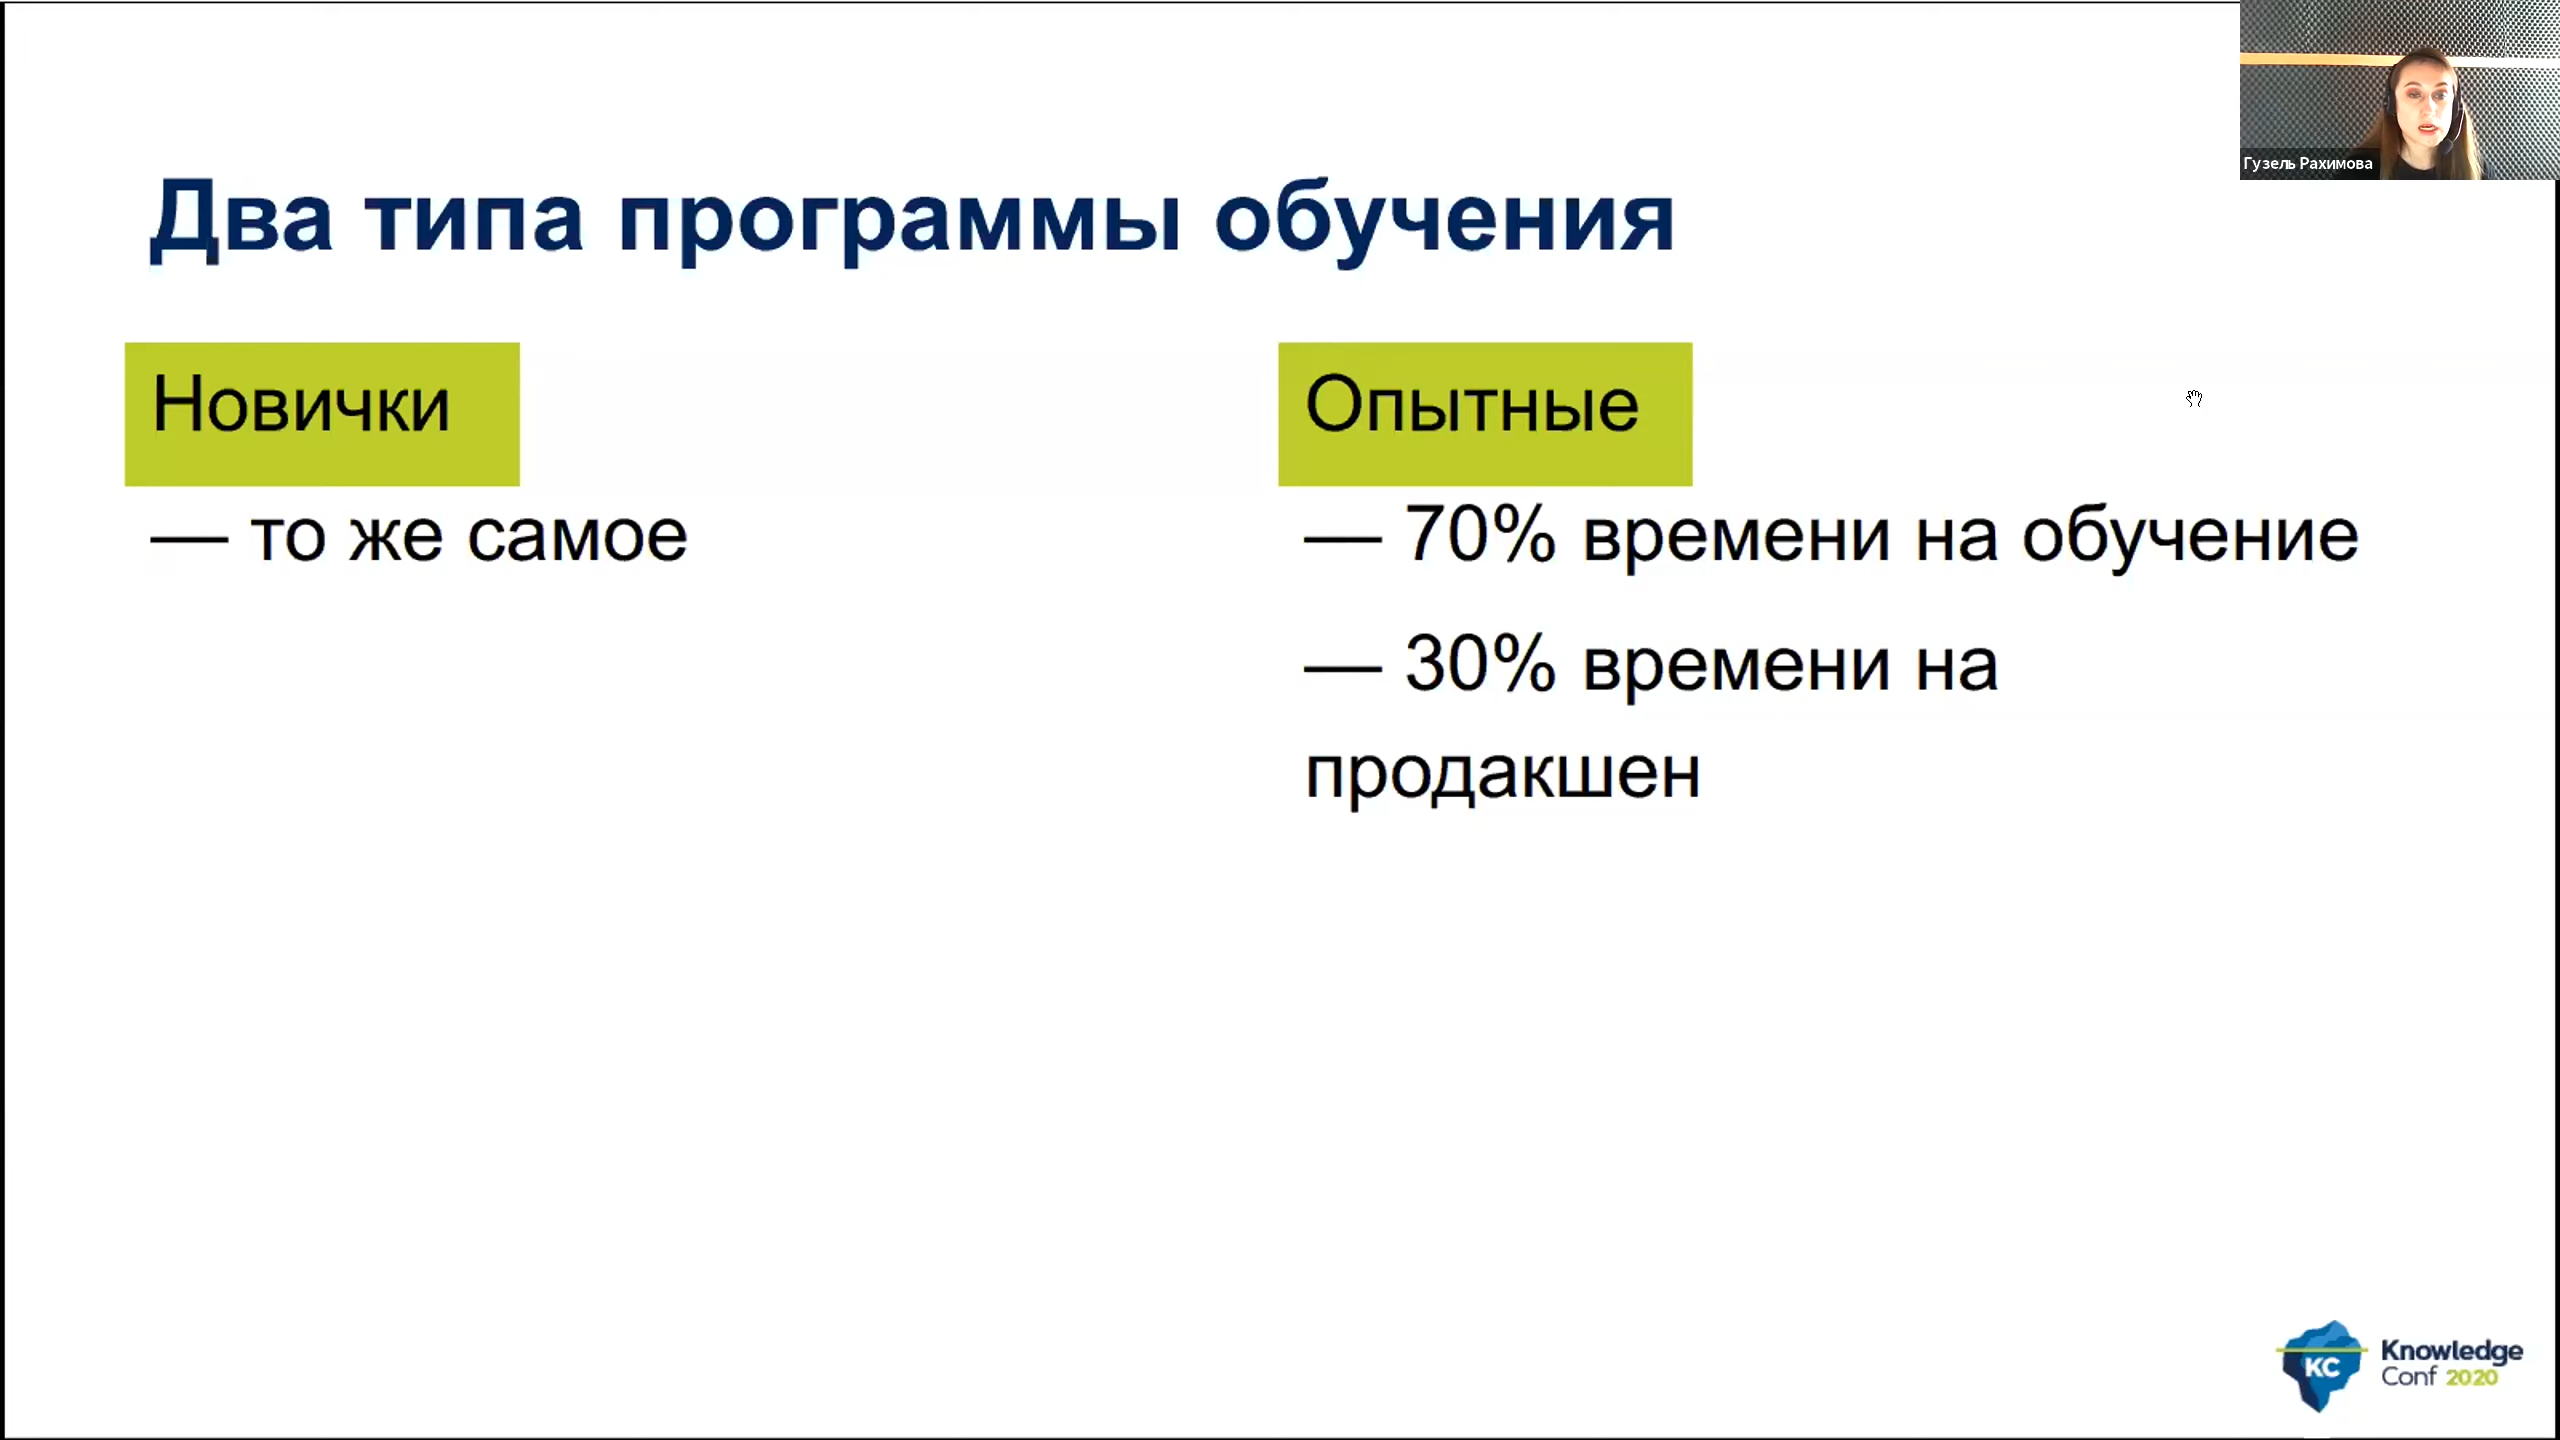 Гузель Рахимова
Два типа программы обучения
Новички
— то же самое
Опытные
— 70% времени на обучение
— 30% времени на
продакшен
KC
Knowledge
Conf 2020